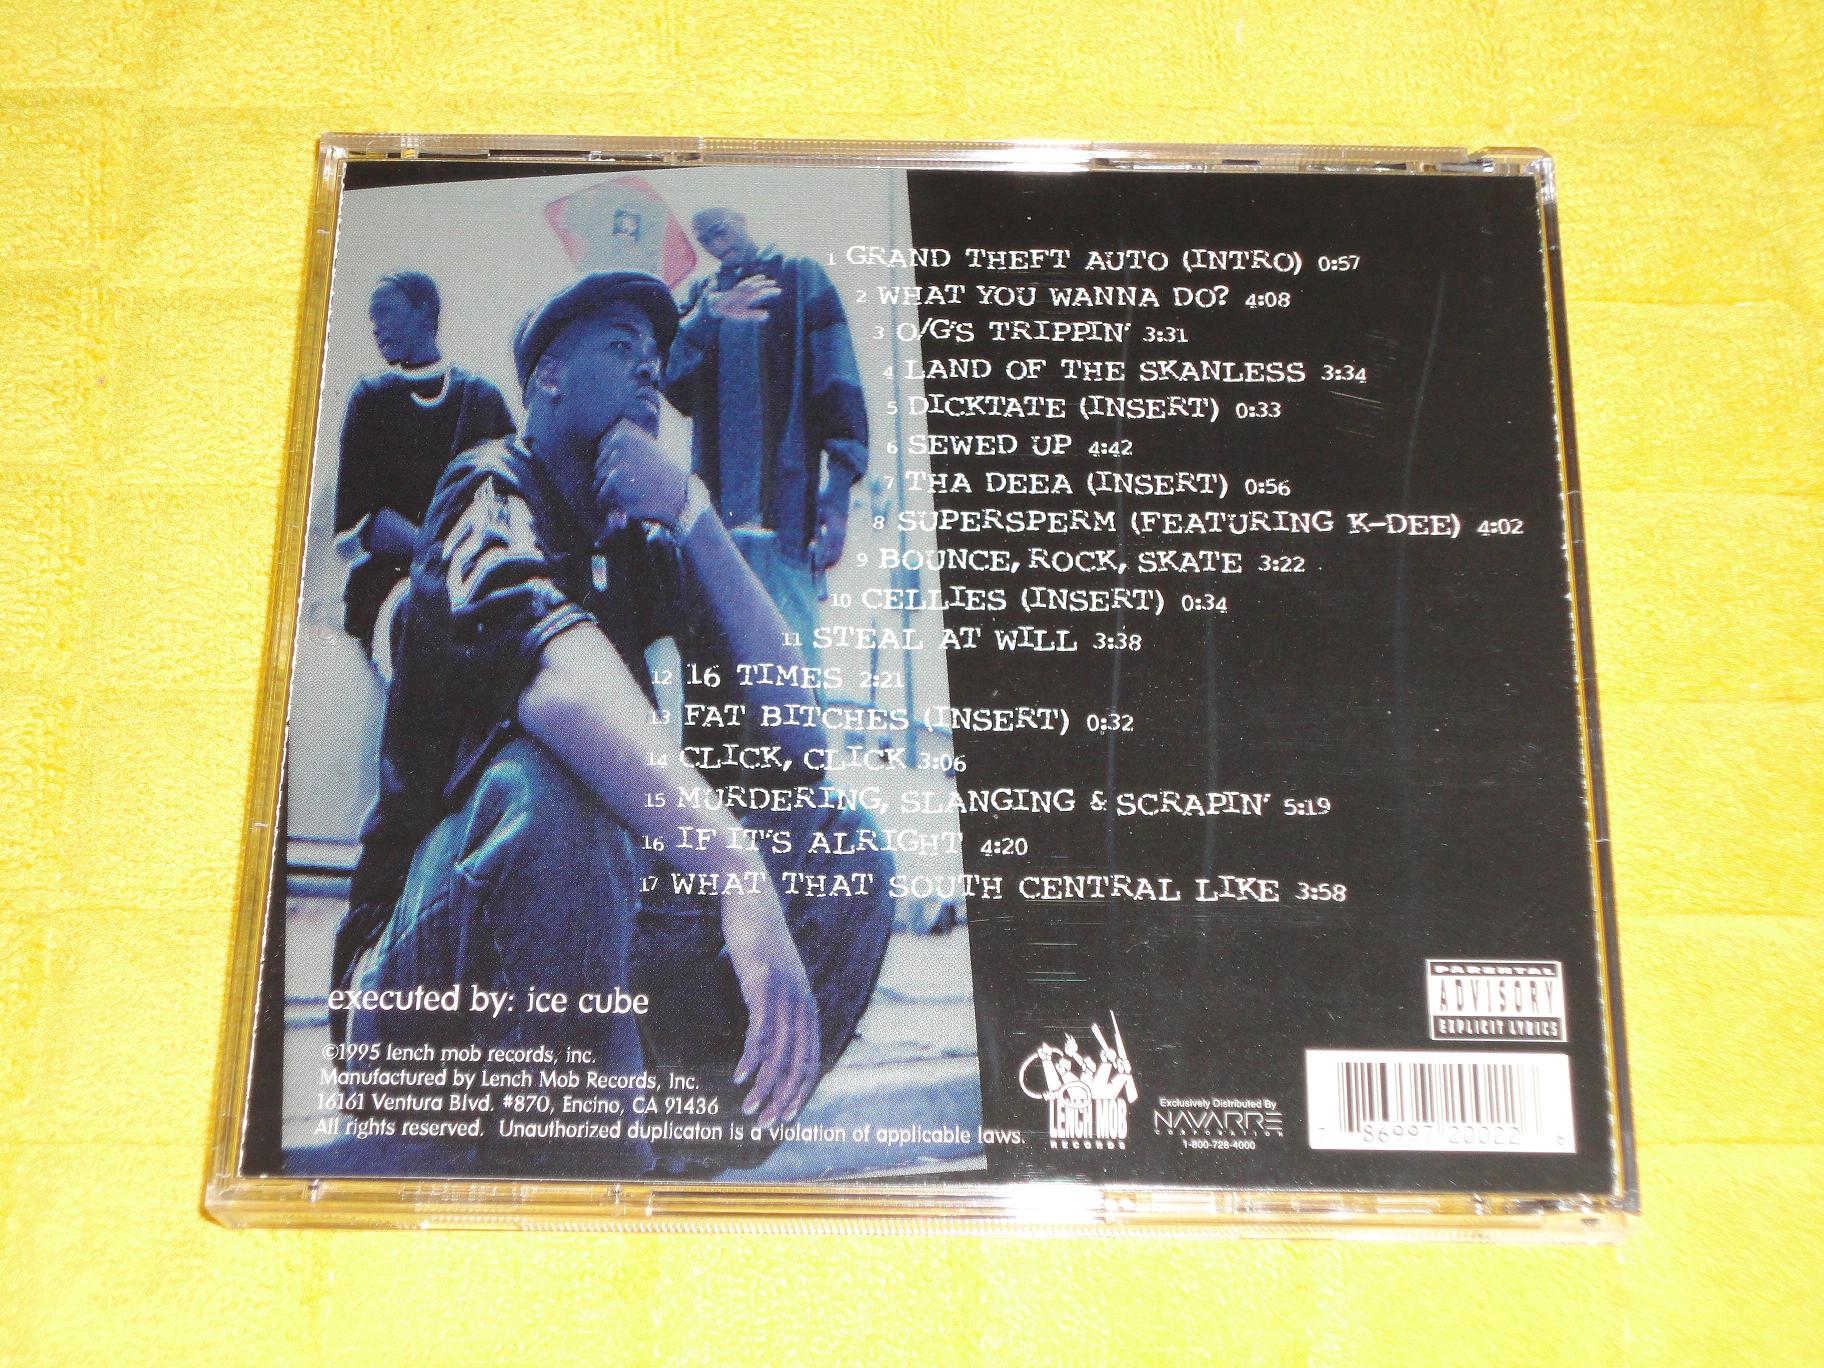 1 GRAND THEFT AUTO (INTRO) 0:57
2 WHAT YOU WANNA DO? 4:08
3 O/G'S TRIPPIN' 3:31
4 LAND OF THE SKANLESS 3:34
5 DICKTATE (INSERT) 0:33
6 SEWED UP 4:42
7 THA DEEA (INSERT) 0:56
8 SUPERSPERM (FEATURING K-DEE) 4:02
9 BOUNCE, ROCK, SKATE 3:22
10 CELLIES (INSERT) 0:34
11 STEAL AT WILL 3:38
12 16 TIMES 2:21
13 FAT BITCHES (INSERT) 0:32
14 CLICK, CLICK 3:06
15 MURDERING, SLANGING & SCRAPIN' 5:19
16 IF IT'S ALRIGHT 4:20
17 WHAT THAT SOUTH CENTRAL LIKE 3:58
executed by: ice cube
©1995 lench mob records, inc.
Manufactured by Lench Mob Records, Inc.
16161 Ventura Blvd. #870, Encino, CA 91436
All rights reserved. Unauthorized duplicaton is a violation of applicable laws.
LENCH MOB
RECORDS
Exclusively Distributed By
NAVARRE
CORPORATION
1-800-728-4000
PARENTAL
ADVISORY
EXPLICIT LYRICS
7 86997 20022 6